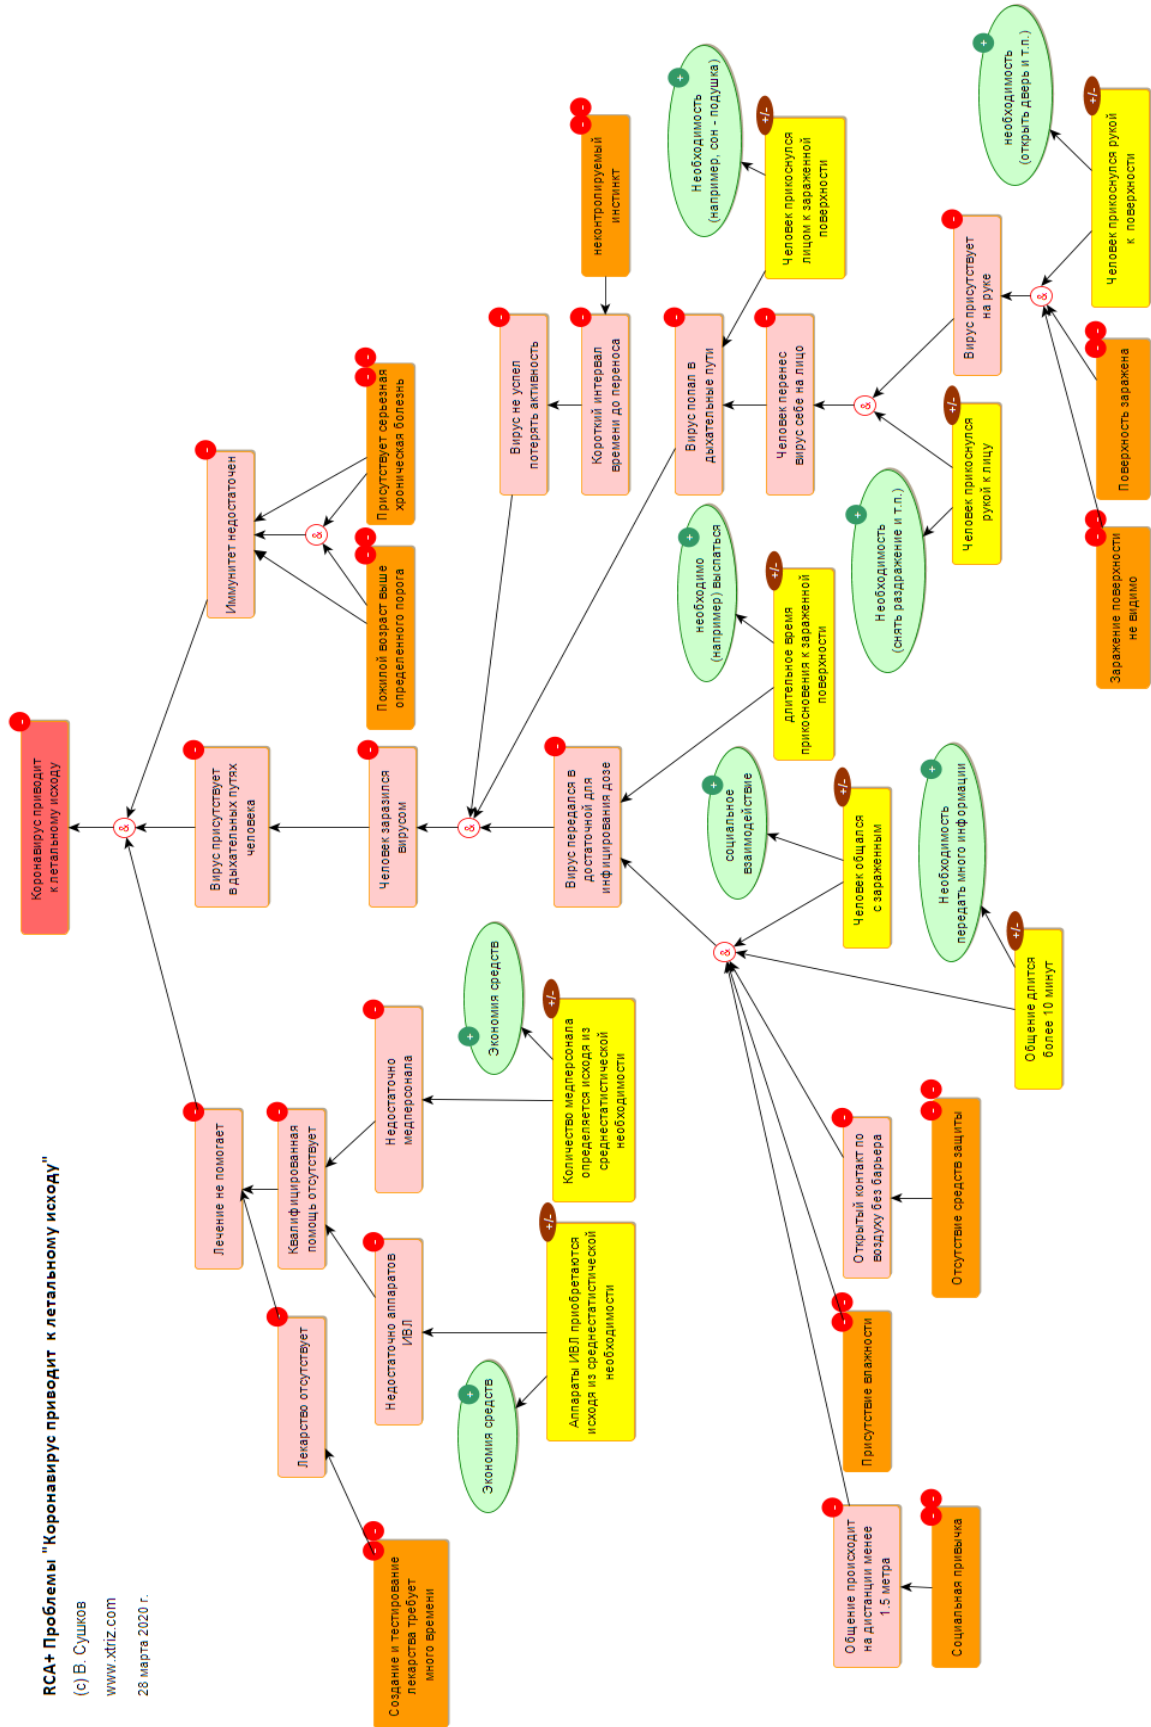 RCA+ Проблемы "Коронавирус приводит к летальному исходу"
(c) В. Сушков
www.xtriz.com
28 марта 2020 г.
Коронавирус приводит
к летальному исходу
-
&
Лечение не помогает
-
Вирус присутствует
в дыхательных путях
человека
-
Иммунитет недостаточен
-
Лекарство отсутствует
-
Квалифицированная
помощь отсутствует
-
Человек заразился
вирусом
-
&
Пожилой возраст выше
определенного порога
- -
Присутствует серьезная
хроническая болезнь
- -
Создание и тестирование
лекарства требует
много времени
- -
Недостаточно аппаратов
ИВЛ
-
Недостаточно
медперсонала
-
&
Вирус не успел
потерять активность
-
Экономия средств
+
Экономия средств
+
Аппараты ИВЛ приобретаются
исходя из среднестатистической
необходимости
+/-
Количество медперсонала
определяется исходя из
среднестатистической
необходимости
+/-
Вирус передался в
достаточной для
инфицирования дозе
-
Короткий интервал
времени до переноса
-
неконтролируемый
инстинкт
- -
&
социальное
взаимодействие
+
необходимо
(например) выспаться
+
Вирус попал в
дыхательные пути
-
Необходимость
(например, сон - подушка)
+
длительное время
прикосновения к зараженной
поверхности
+/-
Человек перенес
вирус себе на лицо
-
Человек прикоснулся
лицом к зараженной
поверхности
+/-
Общение происходит
на дистанции менее
1.5 метра
-
Присутствие влажности
- -
Открытый контакт по
воздуху без барьера
-
Человек общался
с зараженным
+/-
Необходимость
(снять раздражение и т.п.)
+
&
Социальная привычка
- -
Отсутствие средств защиты
- -
Необходимость
передать много информации
+
Человек прикоснулся
рукой к лицу
+/-
Вирус присутствует
на руке
-
необходимость
(открыть дверь и т.п.)
+
Общение длится
более 10 минут
+/-
&
Заражение поверхности
не видимо
- -
Поверхность заражена
- -
Человек прикоснулся рукой
к поверхности
+/-